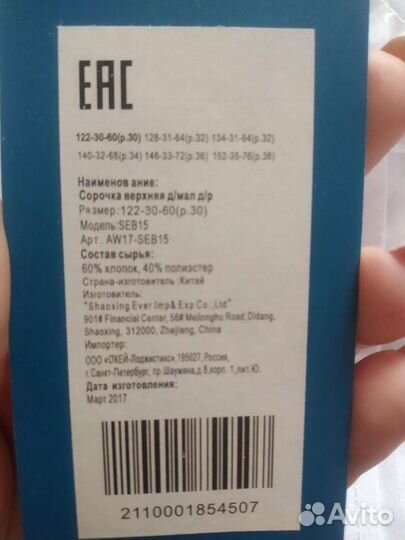 ЕАС
122-30-60(р.30) 128-31-64(р.32) 134-31-64(р.32)
140-32-68(р.34) 146-33-72(р.36) 152-35-76(р.38)
Наименов ание:
Сорочка верхняя д/мал д/р
Размер:122-30-60(р.30)
Модель:SEB15
Арт. AW17-SEB15
Состав сырья:
60% хлопок, 40% полиэстер
Страна-изготовитель :Китай
Изготовитель:
"Shaoxing Ever Imp& Exp Co.,Ltd"
901# Financial Center, 56# Meilonghu Road, Didang,
Shaoxing, 312000, Zhejiang, China
Импортер:
ООО «О'КЕЙ-Лоджистикс»,195027, Россия,
г.Санкт-Петербург, пр.Шаумяна,д.8,корп. 1,лит.Ю.
Дата изготовления:
Март 2017
2110001854507
Avito